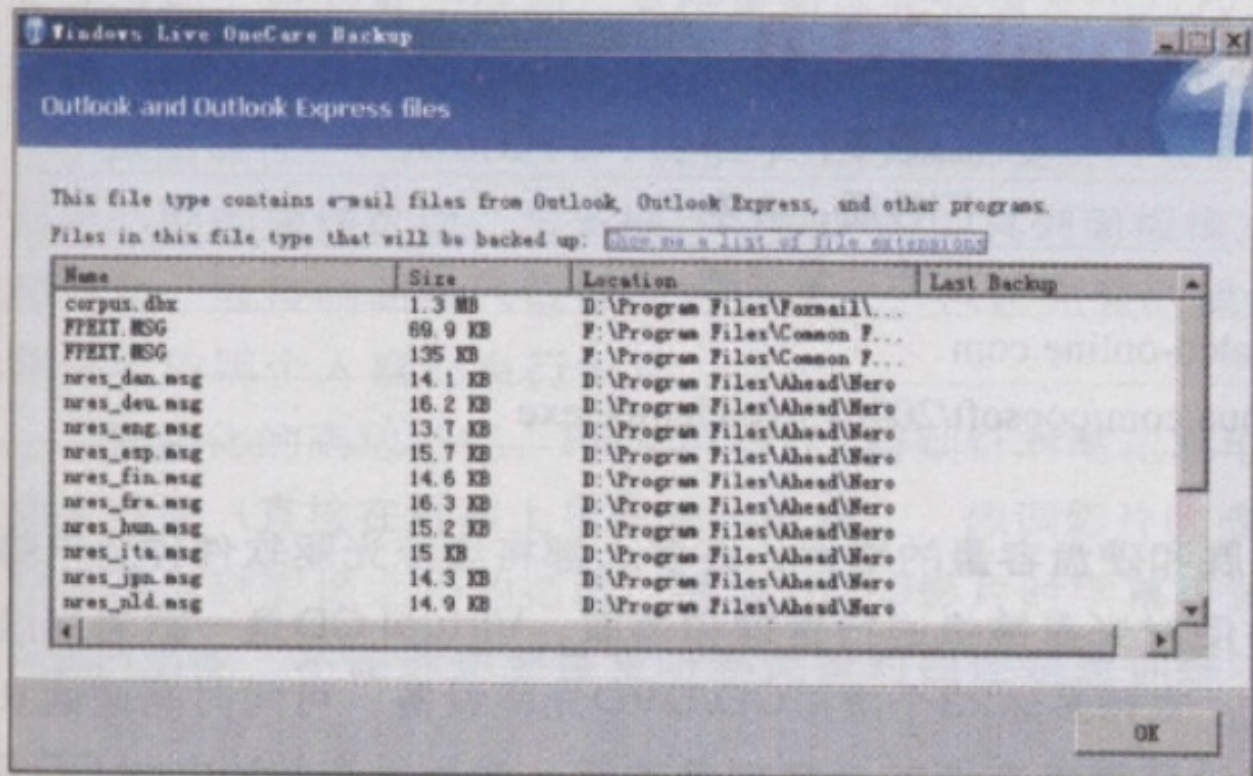 Windows Live OneCare Backup
Outlook and Outlook Express files
This file type contains e-mail files from Outlook, Outlook Express, and other programs.
Files in this file type that will be backed up: Show me a list of file extensions
Name Size Location Last Backup
corpus.dbx 1.3 MB D:\Program Files\Foxmail\...
FPEXT.MSG 69.9 KB F:\Program Files\Common F...
FPEXT.MSG 135 KB F:\Program Files\Common F...
nres_dan.msg 14.1 KB D:\Program Files\Ahead\Nero
nres_deu.msg 16.2 KB D:\Program Files\Ahead\Nero
nres_eng.msg 13.7 KB D:\Program Files\Ahead\Nero
nres_esp.msg 15.7 KB D:\Program Files\Ahead\Nero
nres_fin.msg 14.6 KB D:\Program Files\Ahead\Nero
nres_fra.msg 16.3 KB D:\Program Files\Ahead\Nero
nres_hun.msg 15.2 KB D:\Program Files\Ahead\Nero
nres_ita.msg 15 KB D:\Program Files\Ahead\Nero
nres_jpn.msg 14.3 KB D:\Program Files\Ahead\Nero
nres_nld.msg 14.9 KB D:\Program Files\Ahead\Nero
OK